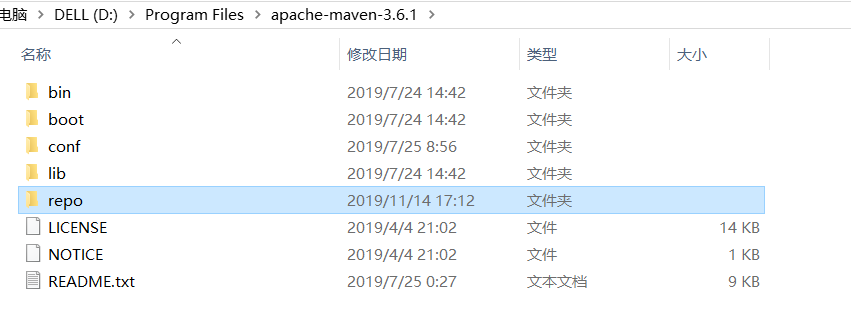 电脑 > DELL (D:) > Program Files > apache-maven-3.6.1 >
名称 修改日期 类型 大小
bin 2019/7/24 14:42 文件夹
boot 2019/7/24 14:42 文件夹
conf 2019/7/25 8:56 文件夹
lib 2019/7/24 14:42 文件夹
repo 2019/11/14 17:12 文件夹
LICENSE 2019/4/4 21:02 文件 14 KB
NOTICE 2019/4/4 21:02 文件 1 KB
README.txt 2019/7/25 0:27 文本文档 9 KB